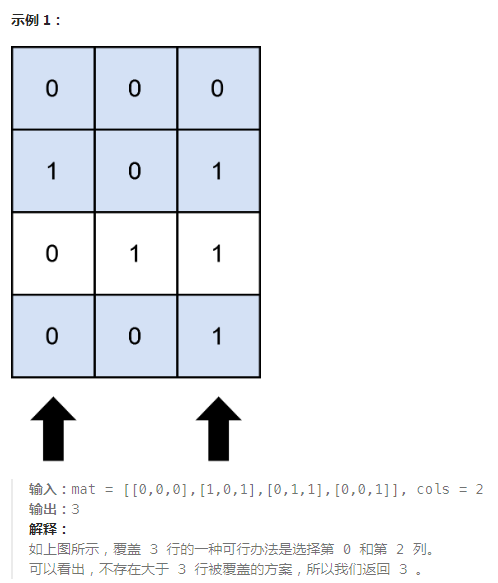 示例 1：
0 0 0
1 0 1
0 1 1
0 0 1
输入：mat = [[0,0,0],[1,0,1],[0,1,1],[0,0,1]], cols = 2
输出：3
解释：
如上图所示，覆盖 3 行的一种可行办法是选择第 0 和第 2 列。
可以看出，不存在大于 3 行被覆盖的方案，所以我们返回 3 。